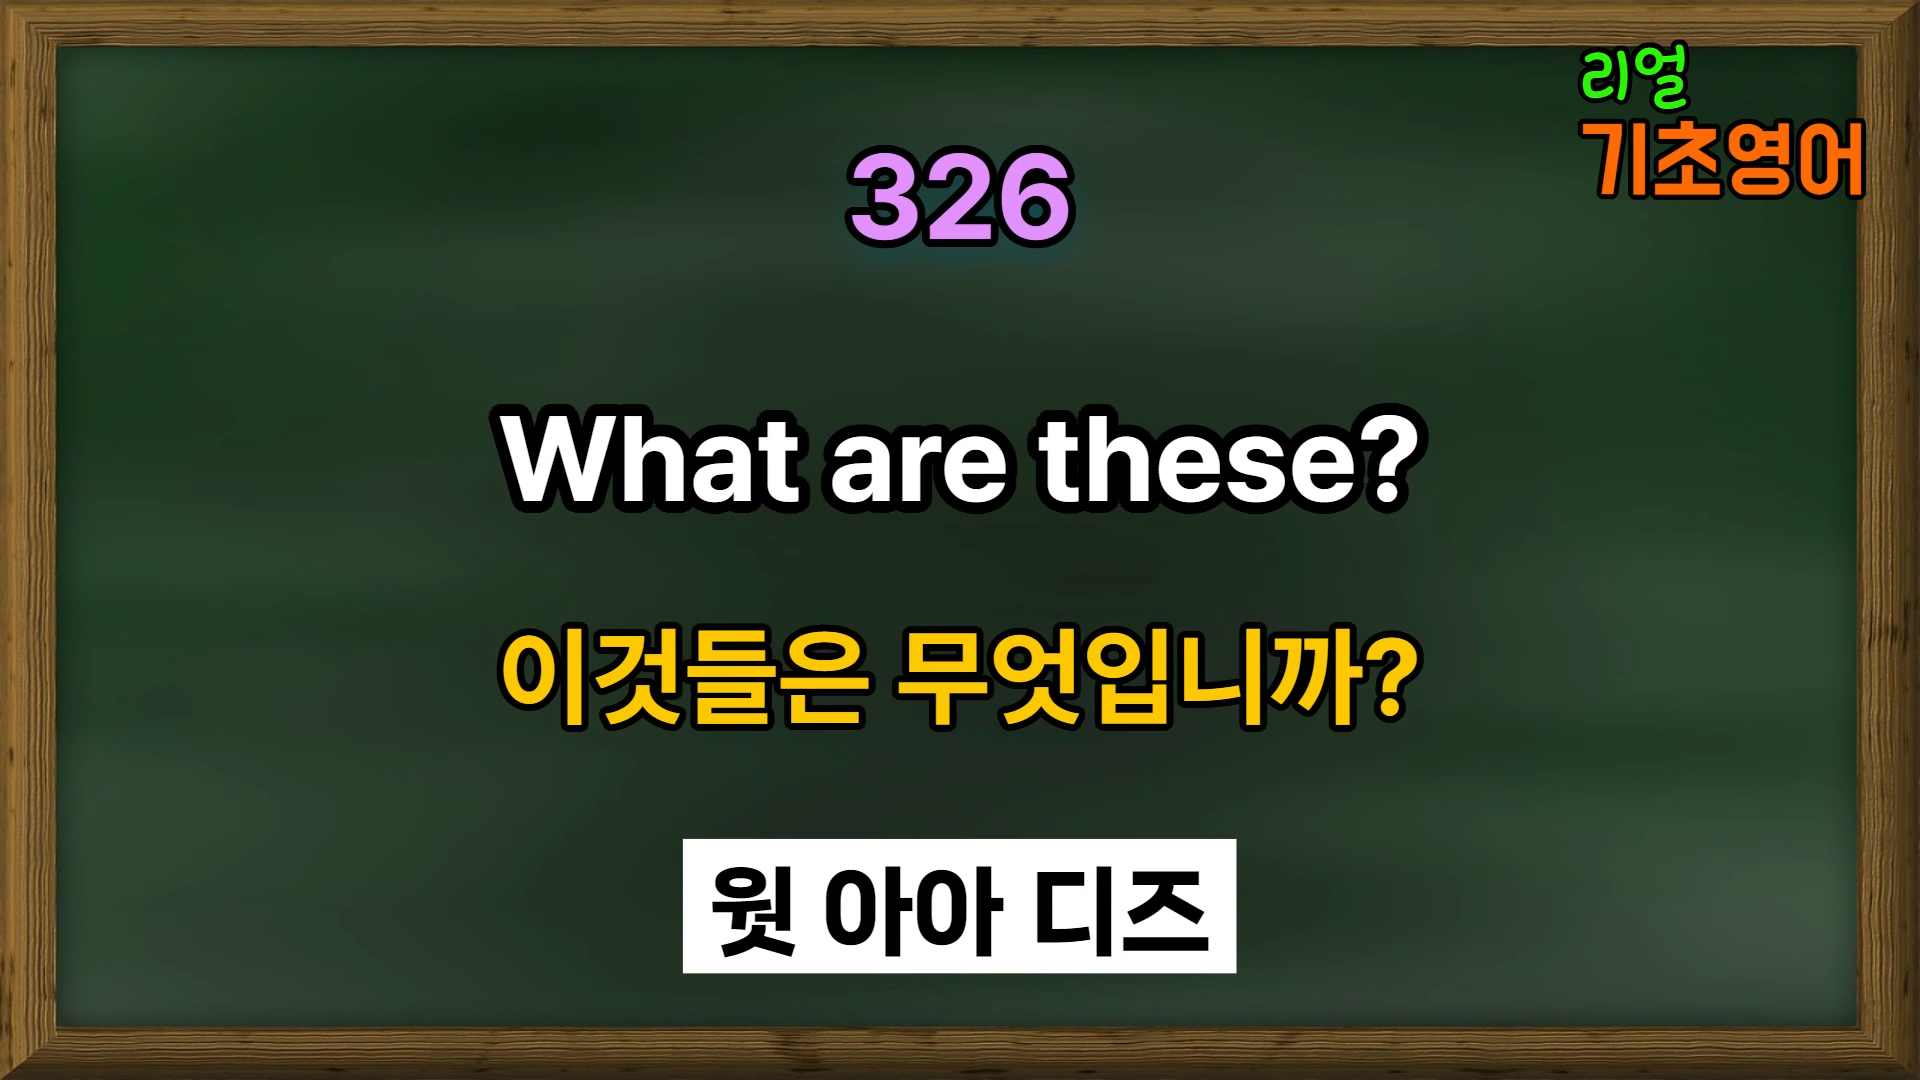 리얼
기초영어
326
What are these?
이것들은 무엇입니까?
웟 아아 디즈